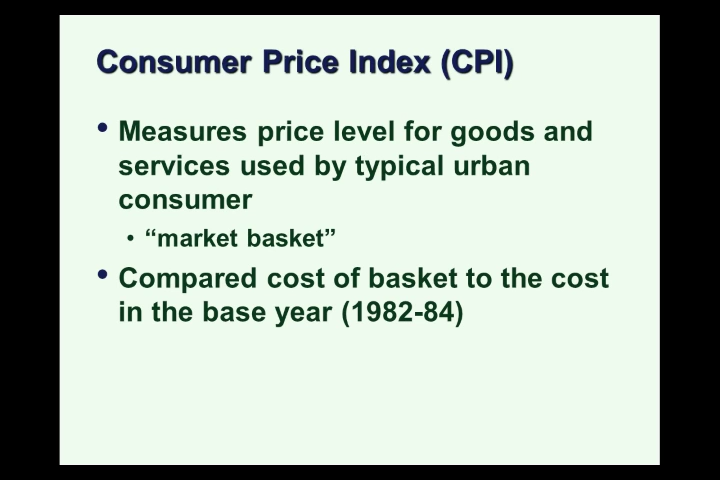 Consumer Price Index (CPI)
• Measures price level for goods and
services used by typical urban
consumer
• “market basket”
• Compared cost of basket to the cost
in the base year (1982-84)